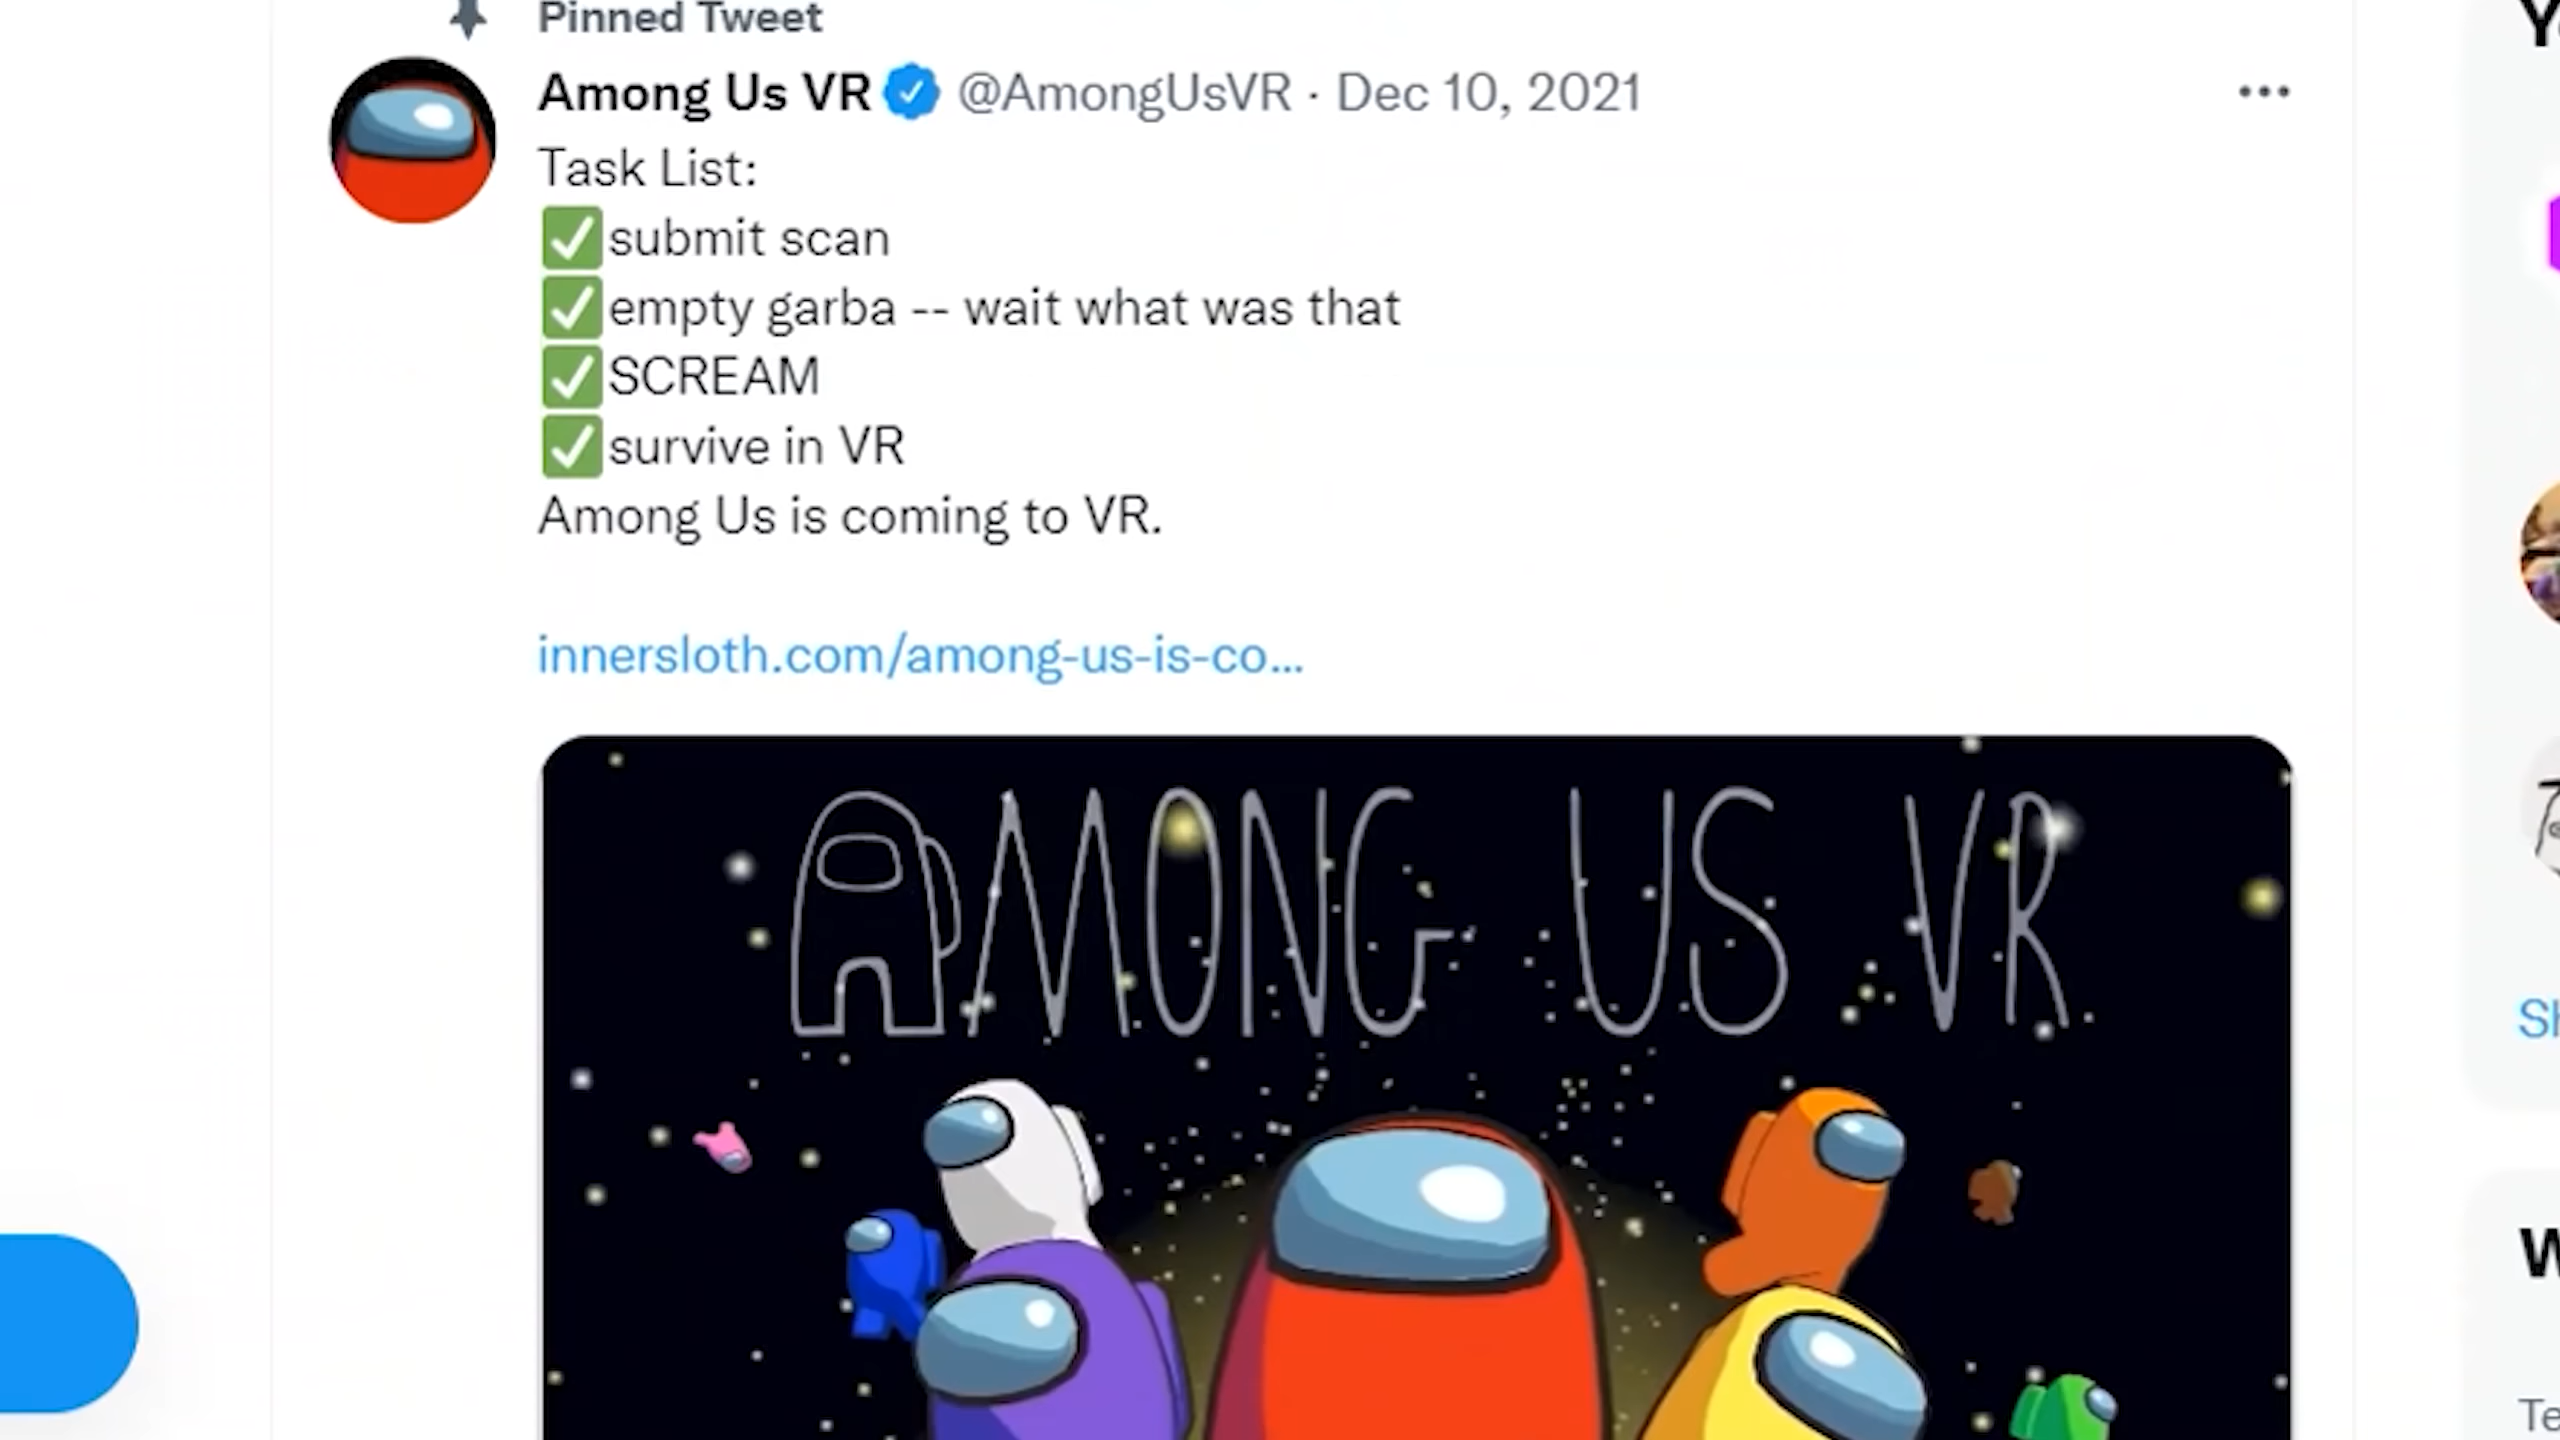 Pinned Tweet
Among Us VR @AmongUsVR · Dec 10, 2021
Task List:
✅submit scan
✅empty garba -- wait what was that
✅SCREAM
✅survive in VR
Among Us is coming to VR.
innersloth.com/among-us-is-co...
AMONG US VR